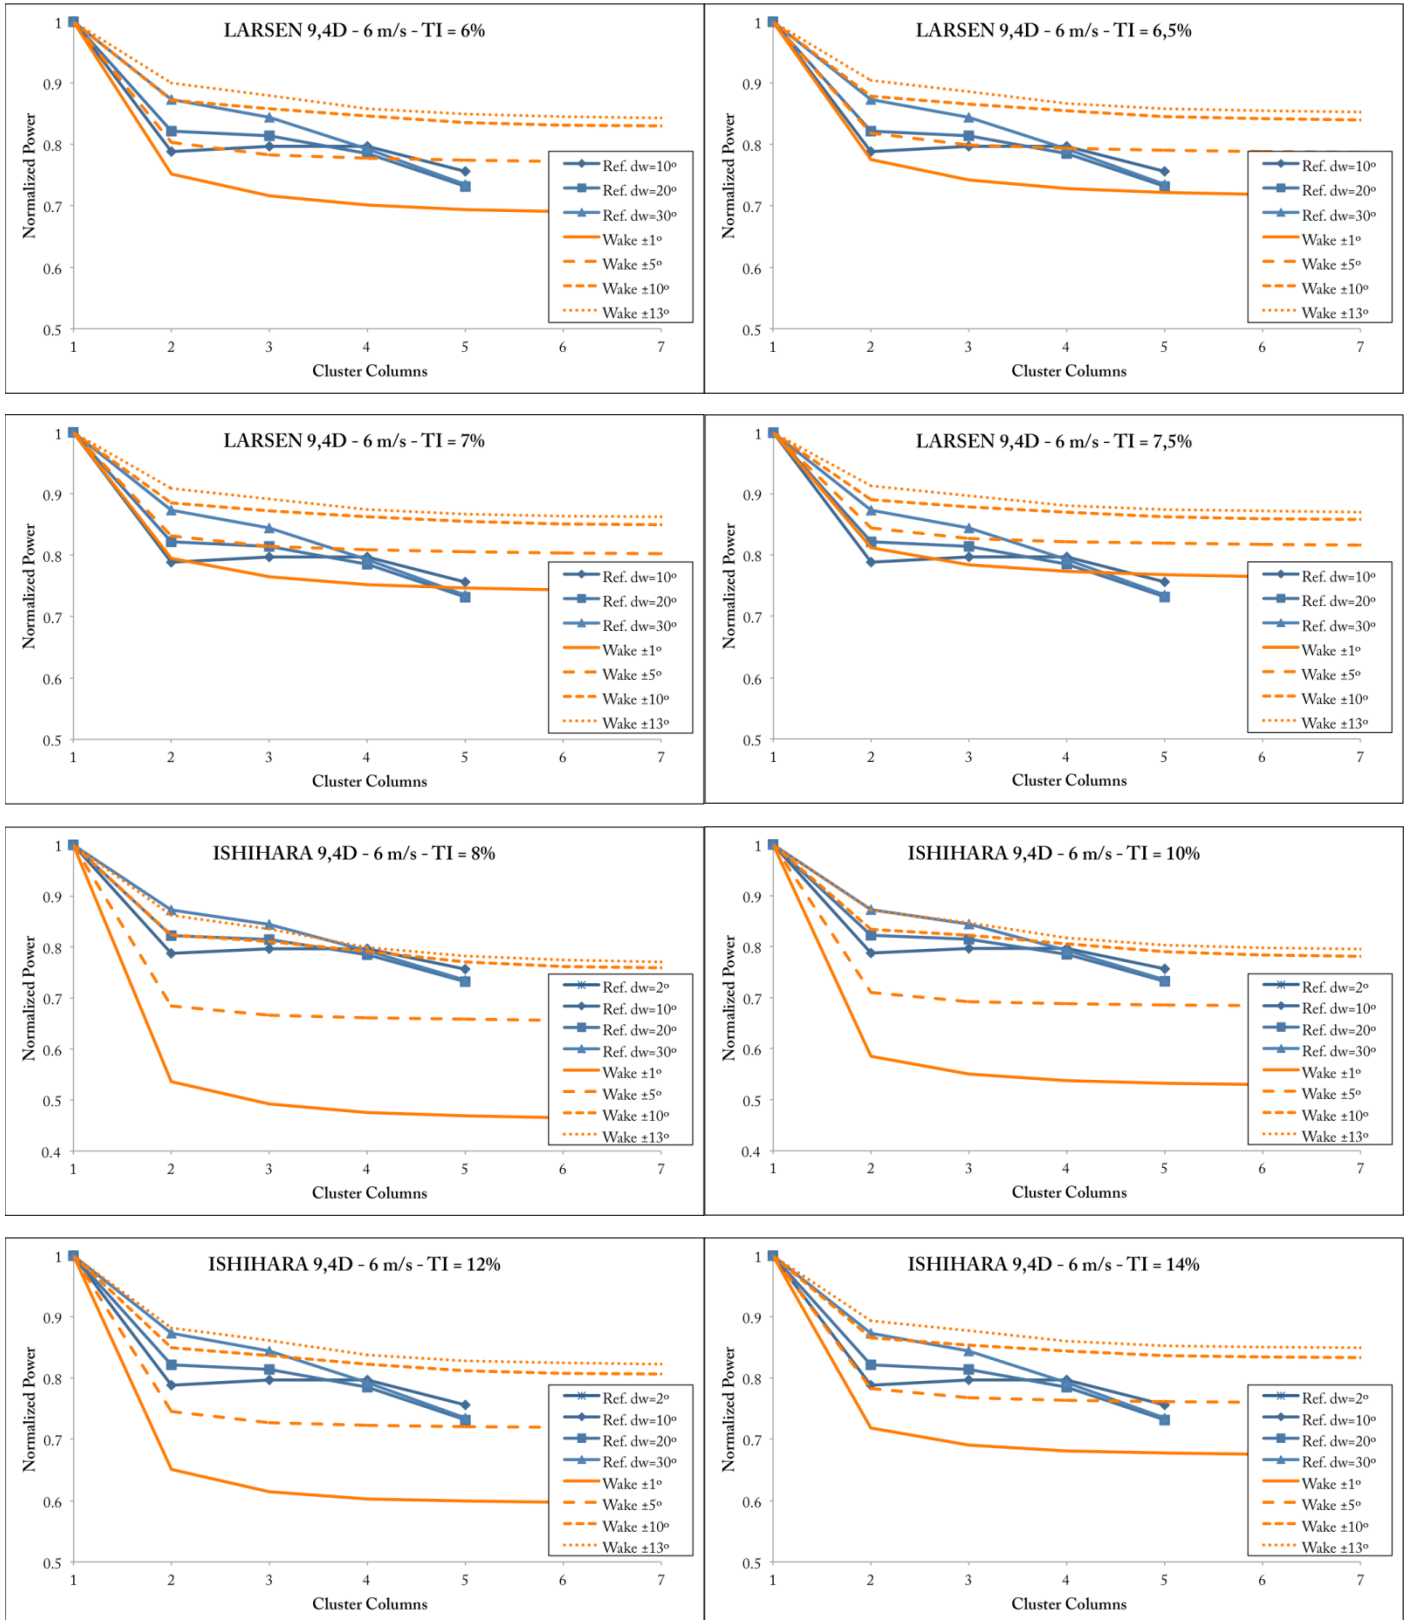 LARSEN 9,4D - 6 m/s - TI = 6%
Normalized Power
1
0.9
0.8
0.7
0.6
0.5
1 2 3 4 5 6 7
Cluster Columns
Ref. dw=10º
Ref. dw=20º
Ref. dw=30º
Wake ±1º
Wake ±5º
Wake ±10º
Wake ±13º
LARSEN 9,4D - 6 m/s - TI = 6,5%
Normalized Power
1
0.9
0.8
0.7
0.6
0.5
1 2 3 4 5 6 7
Cluster Columns
Ref. dw=10º
Ref. dw=20º
Ref. dw=30º
Wake ±1º
Wake ±5º
Wake ±10º
Wake ±13º
LARSEN 9,4D - 6 m/s - TI = 7%
Normalized Power
1
0.9
0.8
0.7
0.6
0.5
1 2 3 4 5 6 7
Cluster Columns
Ref. dw=10º
Ref. dw=20º
Ref. dw=30º
Wake ±1º
Wake ±5º
Wake ±10º
Wake ±13º
LARSEN 9,4D - 6 m/s - TI = 7,5%
Normalized Power
1
0.9
0.8
0.7
0.6
0.5
1 2 3 4 5 6 7
Cluster Columns
Ref. dw=10º
Ref. dw=20º
Ref. dw=30º
Wake ±1º
Wake ±5º
Wake ±10º
Wake ±13º
ISHIHARA 9,4D - 6 m/s - TI = 8%
Normalized Power
1
0.9
0.8
0.7
0.6
0.5
0.4
1 2 3 4 5 6 7
Cluster Columns
Ref. dw=2º
Ref. dw=10º
Ref. dw=20º
Ref. dw=30º
Wake ±1º
Wake ±5º
Wake ±10º
Wake ±13º
ISHIHARA 9,4D - 6 m/s - TI = 10%
Normalized Power
1
0.9
0.8
0.7
0.6
0.5
0.4
1 2 3 4 5 6 7
Cluster Columns
Ref. dw=2º
Ref. dw=10º
Ref. dw=20º
Ref. dw=30º
Wake ±1º
Wake ±5º
Wake ±10º
Wake ±13º
ISHIHARA 9,4D - 6 m/s - TI = 12%
Normalized Power
1
0.9
0.8
0.7
0.6
0.5
1 2 3 4 5 6 7
Cluster Columns
Ref. dw=2º
Ref. dw=10º
Ref. dw=20º
Ref. dw=30º
Wake ±1º
Wake ±5º
Wake ±10º
Wake ±13º
ISHIHARA 9,4D - 6 m/s - TI = 14%
Normalized Power
1
0.9
0.8
0.7
0.6
0.5
1 2 3 4 5 6 7
Cluster Columns
Ref. dw=2º
Ref. dw=10º
Ref. dw=20º
Ref. dw=30º
Wake ±1º
Wake ±5º
Wake ±10º
Wake ±13º